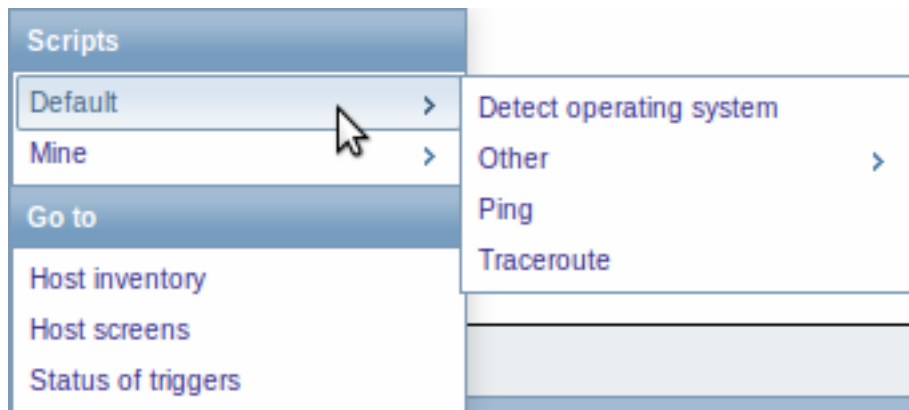 Scripts
Default
Mine
Go to
Host inventory
Host screens
Status of triggers
Detect operating system
Other
Ping
Traceroute